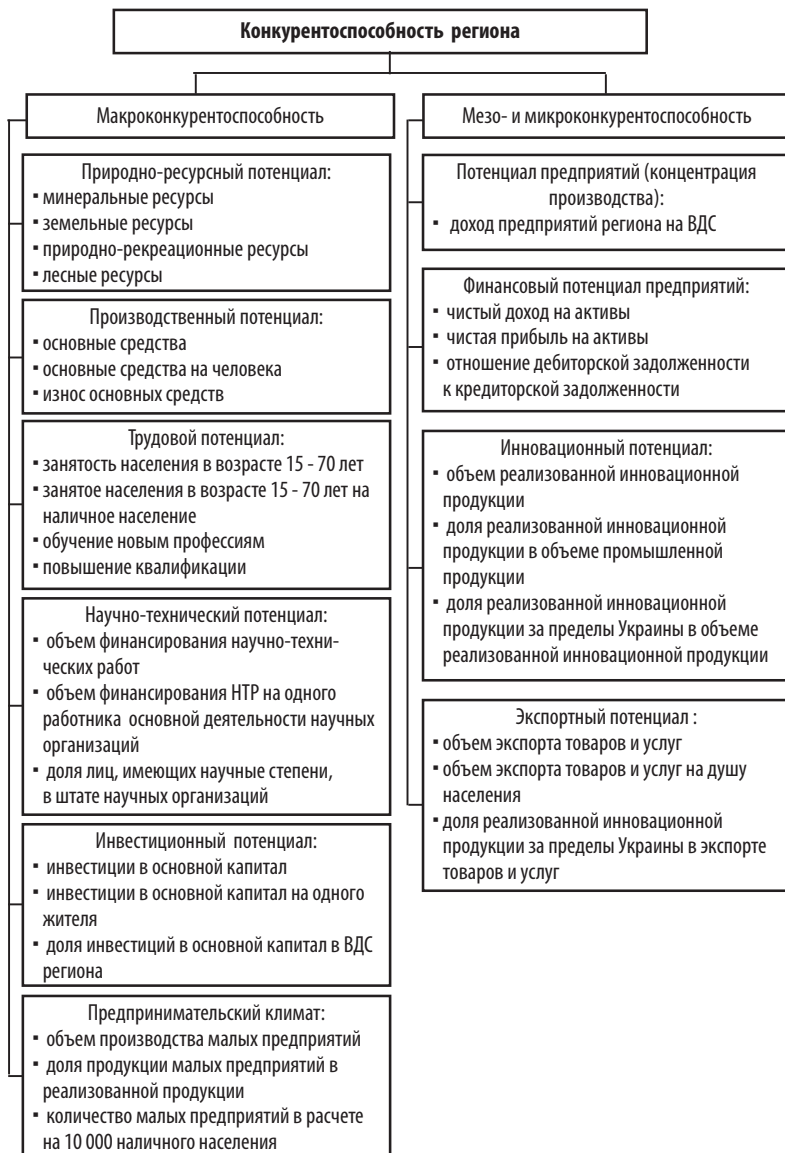 Конкурентоспособность региона
Макроконкурентоспособность
Природно-ресурсный потенциал:
▪ минеральные ресурсы
▪ земельные ресурсы
▪ природно-рекреационные ресурсы
▪ лесные ресурсы
Производственный потенциал:
▪ основные средства
▪ основные средства на человека
▪ износ основных средств
Трудовой потенциал:
▪ занятость населения в возрасте 15 - 70 лет
▪ занятое населения в возрасте 15 - 70 лет на
наличное население
▪ обучение новым профессиям
▪ повышение квалификации
Научно-технический потенциал:
▪ объем финансирования научно-техни-
ческих работ
▪ объем финансирования НТР на одного
работника основной деятельности научных
организаций
▪ доля лиц, имеющих научные степени,
в штате научных организаций
Инвестиционный потенциал:
▪ инвестиции в основной капитал
▪ инвестиции в основной капитал на одного
жителя
▪ доля инвестиций в основной капитал в ВДС
региона
Предпринимательский климат:
▪ объем производства малых предприятий
▪ доля продукции малых предприятий в
реализованной продукции
▪ количество малых предприятий в расчете
на 10 000 наличного населения
Мезо- и микроконкурентоспособность
Потенциал предприятий (концентрация
производства):
▪ доход предприятий региона на ВДС
Финансовый потенциал предприятий:
▪ чистый доход на активы
▪ чистая прибыль на активы
▪ отношение дебиторской задолженности
к кредиторской задолженности
Инновационный потенциал:
▪ объем реализованной инновационной
продукции
▪ доля реализованной инновационной
продукции в объеме промышленной
продукции
▪ доля реализованной инновационной
продукции за пределы Украины в объеме
реализованной инновационной продукции
Экспортный потенциал :
▪ объем экспорта товаров и услуг
▪ объем экспорта товаров и услуг на душу
населения
▪ доля реализованной инновационной
продукции за пределы Украины в экспорте
товаров и услуг